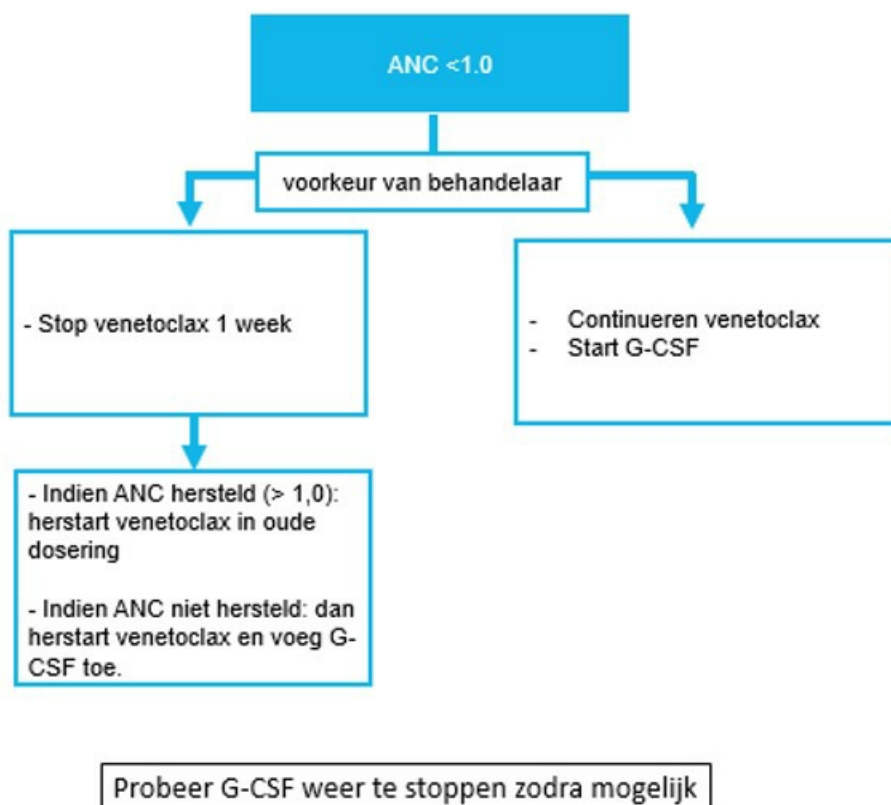 ANC <1.0
voorkeur van behandelaar
- Stop venetoclax 1 week
- Continueren venetoclax
- Start G-CSF
- Indien ANC hersteld (> 1,0):
herstart venetoclax in oude
dosering
- Indien ANC niet hersteld: dan
herstart venetoclax en voeg G-
CSF toe.
Probeer G-CSF weer te stoppen zodra mogelijk